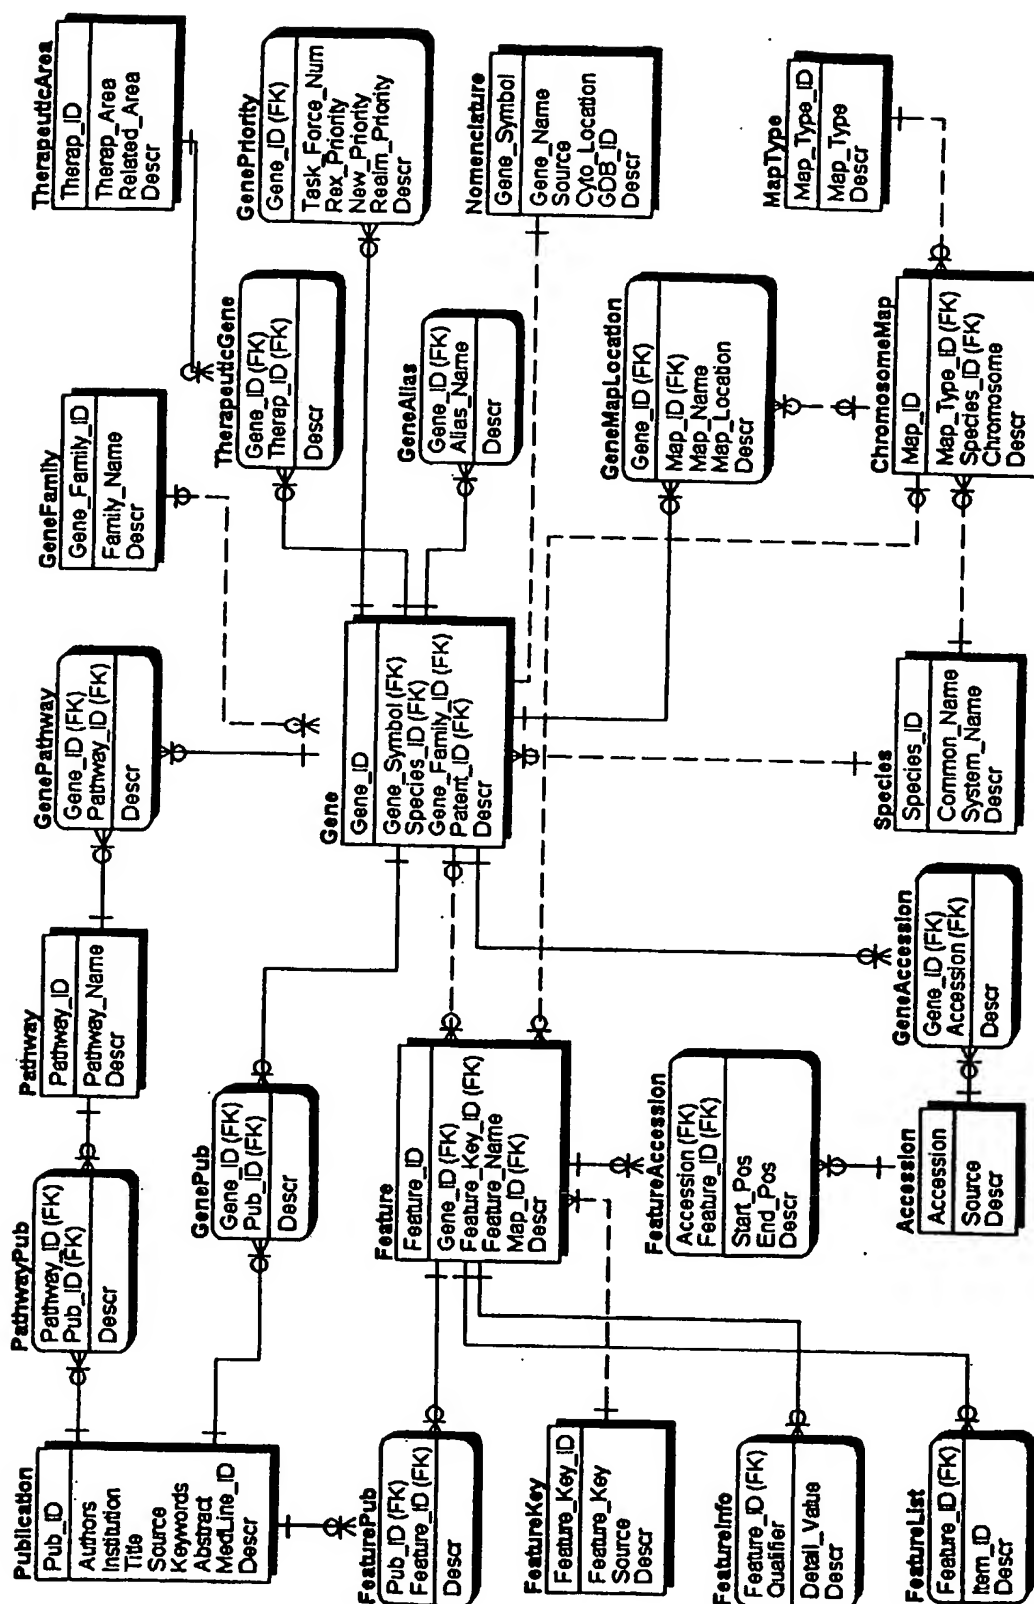 Publication
Pub_ID
Authors
Institution
Title
Source
Keywords
Abstract
MedLine_ID
Descr
PathwayPub
Pathway_ID (FK)
Pub_ID (FK)
Descr
Pathway
Pathway_ID
Pathway_Name
Descr
GenePathway
Gene_ID (FK)
Pathway_ID (FK)
Descr
GeneFamily
Gene_Family_ID
Family_Name
Descr
TherapeuticArea
Therap_ID
Therap_Area
Related_Area
Descr
GenePub
Gene_ID (FK)
Pub_ID (FK)
Descr
TherapeuticGene
Gene_ID (FK)
Therap_ID (FK)
Descr
GenePriority
Gene_ID (FK)
Task_Force_Num
Rex_Priority
New_Priority
Realm_Priority
Descr
FeaturePub
Pub_ID (FK)
Feature_ID (FK)
Descr
Feature
Feature_ID
Gene_ID (FK)
Feature_Key_ID (FK)
Feature_Name
Map_ID (FK)
Descr
Gene
Gene_ID
Gene_Symbol (FK)
Species_ID (FK)
Gene_Family_ID (FK)
Patent_ID (FK)
Descr
GeneAlias
Gene_ID (FK)
Alias_Name
Descr
Nomenclature
Gene_Symbol
Gene_Name
Source
Cyto_Location
GDB_ID
Descr
FeatureKey
Feature_Key_ID
Feature_Key
Source
Descr
FeatureAccession
Accession (FK)
Feature_ID (FK)
Start_Pos
End_Pos
Descr
GeneMapLocation
Gene_ID (FK)
Map_ID (FK)
Map_Name
Map_Location
Descr
MapType
Map_Type_ID
Map_Type
Descr
FeatureInfo
Feature_ID (FK)
Qualifier
Detail_Value
Descr
FeatureList
Feature_ID (FK)
Item_ID
Descr
Accession
Accession
Source
Descr
GeneAccession
Gene_ID (FK)
Accession (FK)
Descr
Species
Species_ID
Common_Name
System_Name
Descr
ChromosomeMap
Map_ID
Map_Type_ID (FK)
Species_ID (FK)
Chromosome
Descr